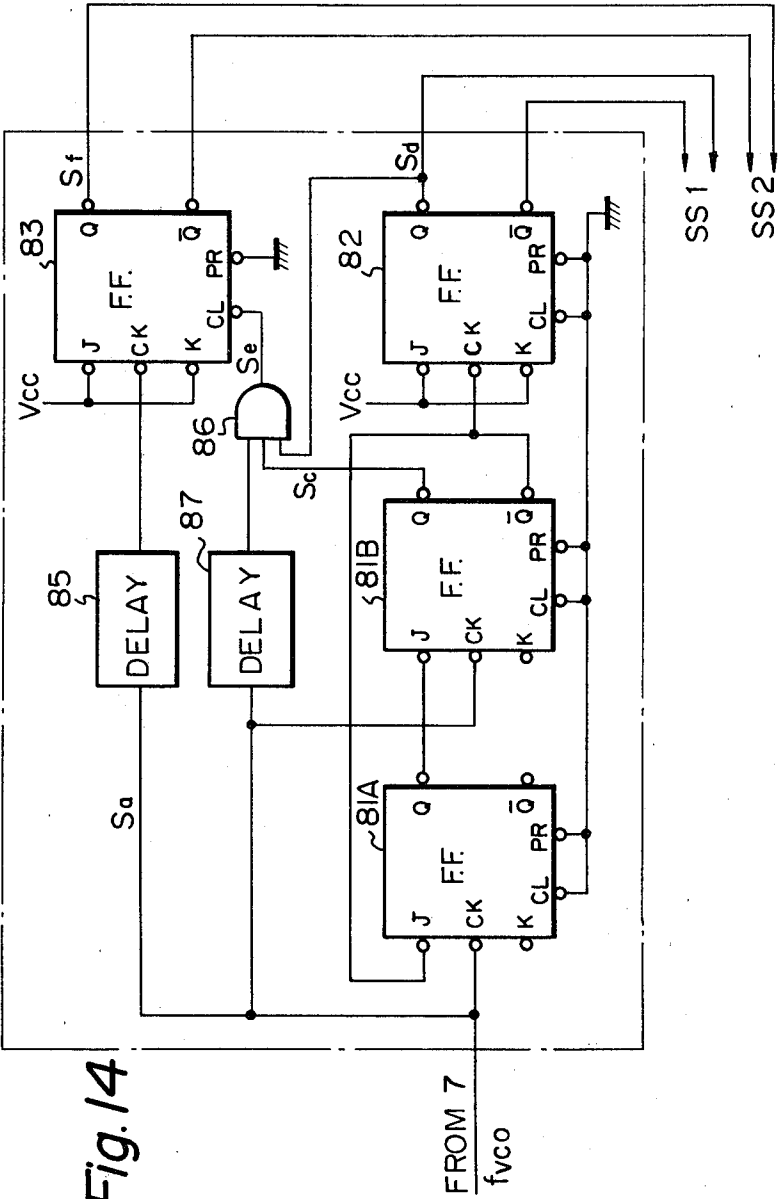 Fig. 14
FROM 7
fvco
Sa
85
DELAY
87
DELAY
Vcc
83
J
CK
K
F.F.
Q
Q̅
CL
PR
Sf
86
Se
Sc
81A
J
CK
K
F.F.
Q
Q̅
CL
PR
81B
J
CK
K
F.F.
Q
Q̅
CL
PR
Vcc
82
J
CK
K
F.F.
Q
Q̅
CL
PR
Sd
SS1
SS2